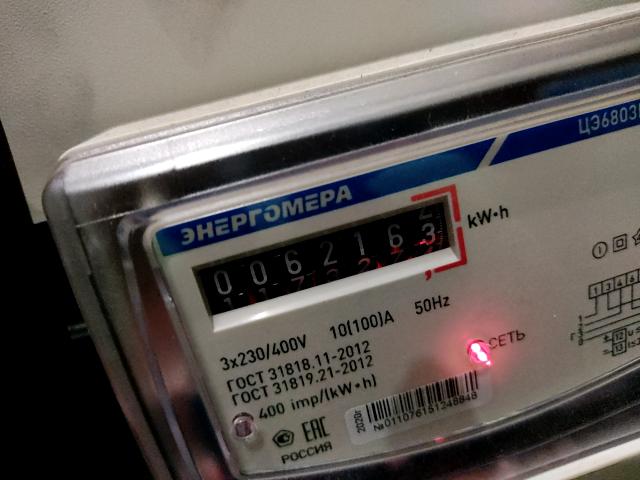 ЭНЕРГОМЕРА
ЦЭ6803
0062163
kW·h
3x230/400V 10(100)A 50Hz
ГОСТ 31818.11-2012
ГОСТ 31819.21-2012
400 imp/(kW·h)
СЕТЬ
ЕАС
РОССИЯ
2020г
№011076151248848